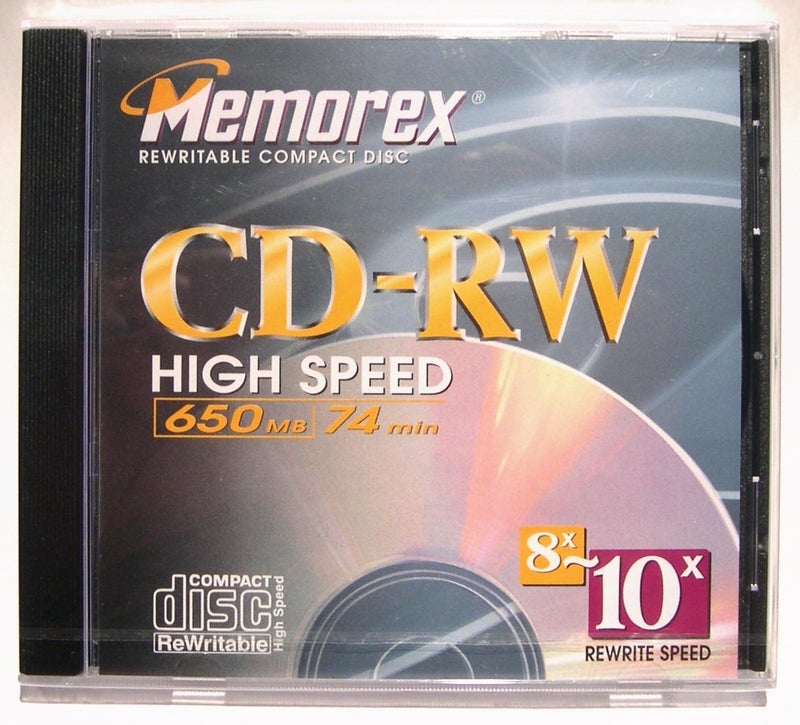 Memorex®
REWRITABLE COMPACT DISC
CD-RW
HIGH SPEED
650 MB 74 min
8x~10x
REWRITE SPEED
COMPACT
disc
ReWritable
High Speed